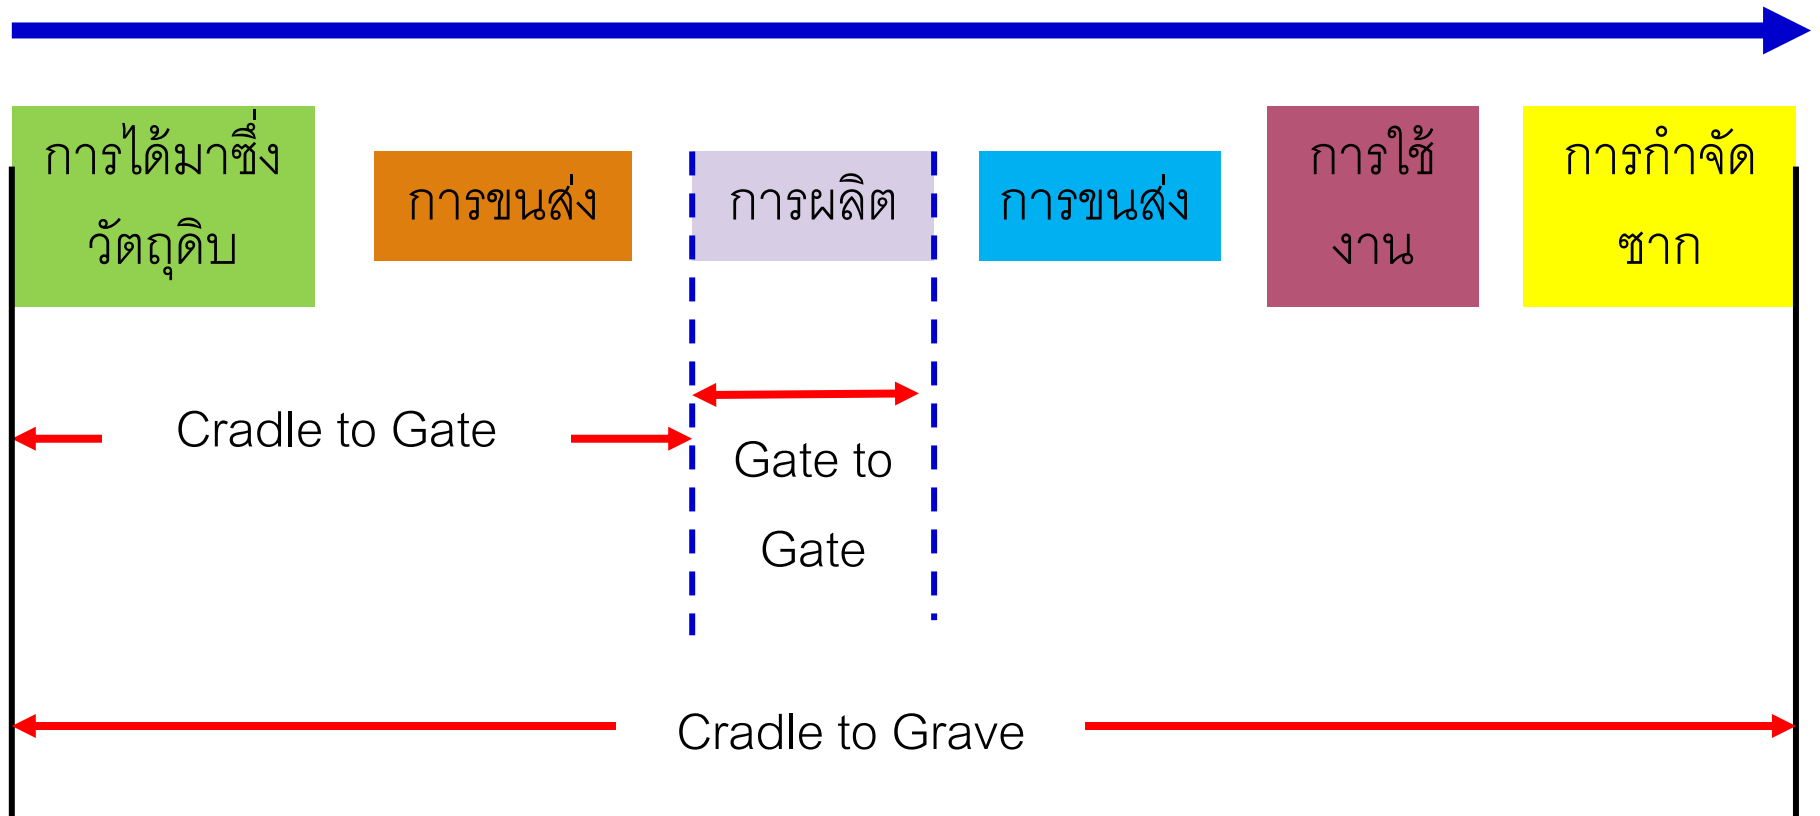 การได้มาซึ่ง
วัตถุดิบ
การขนส่ง
การผลิต
การขนส่ง
การใช้
งาน
การกำจัด
ซาก
Cradle to Gate
Gate to
Gate
Cradle to Grave